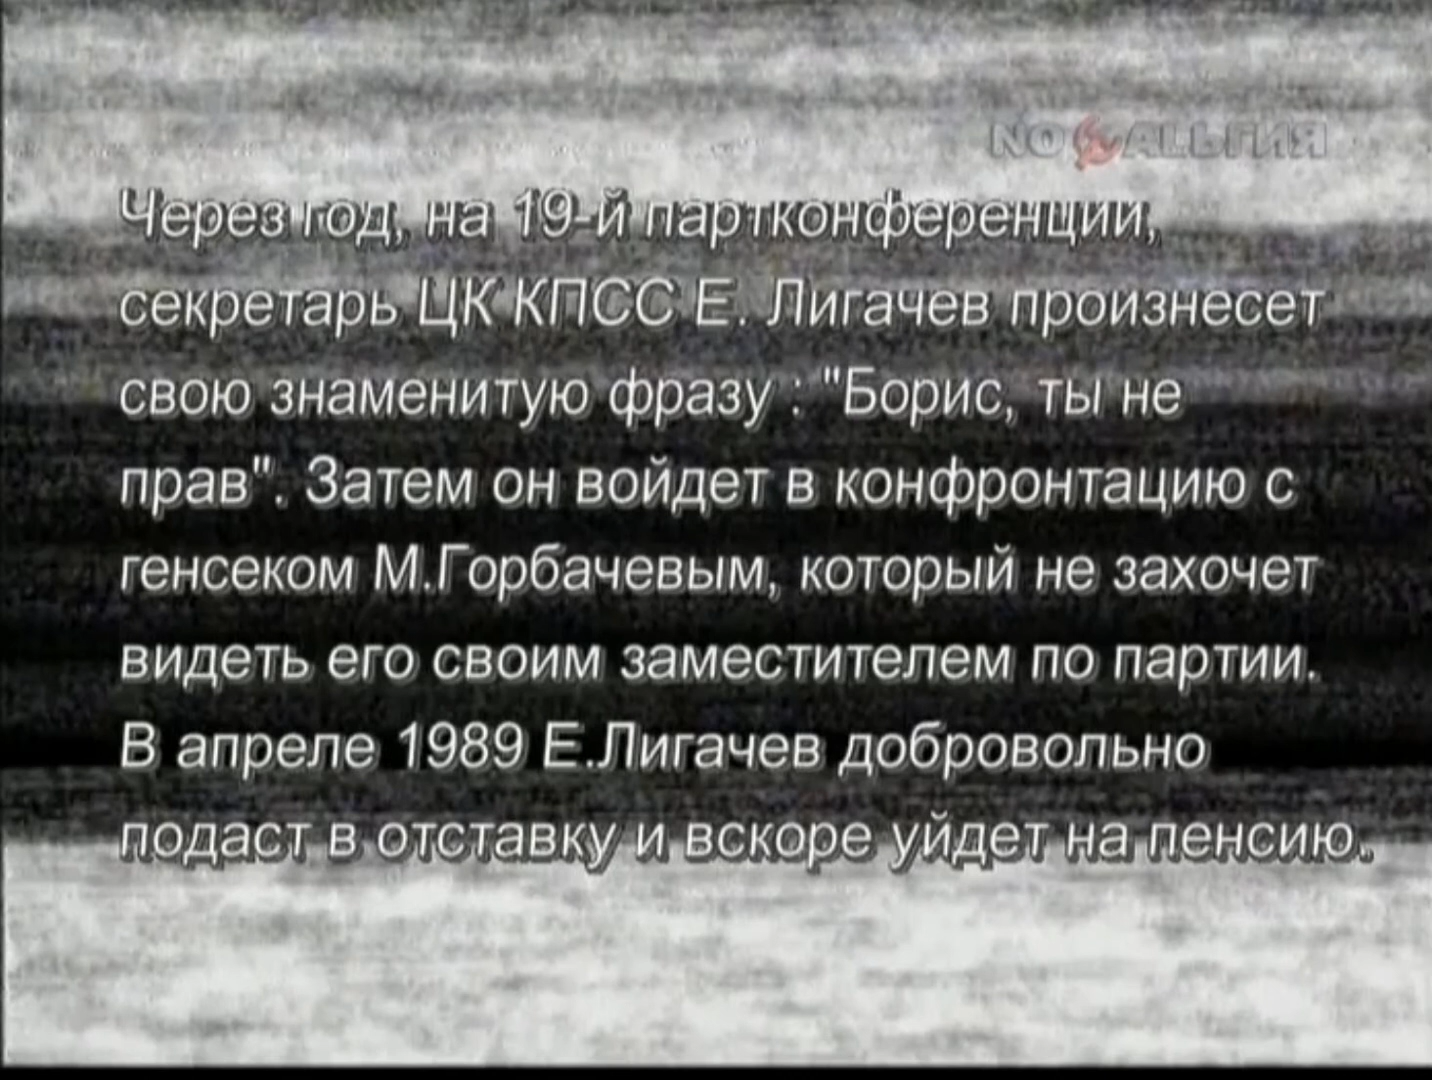 NOСТАЛЬГИЯ
Через год, на 19-й партконференции,
секретарь ЦК КПСС Е. Лигачев произнесет
свою знаменитую фразу : "Борис, ты не
прав". Затем он войдет в конфронтацию с
генсеком М.Горбачевым, который не захочет
видеть его своим заместителем по партии.
В апреле 1989 Е.Лигачев добровольно
подаст в отставку и вскоре уйдет на пенсию.